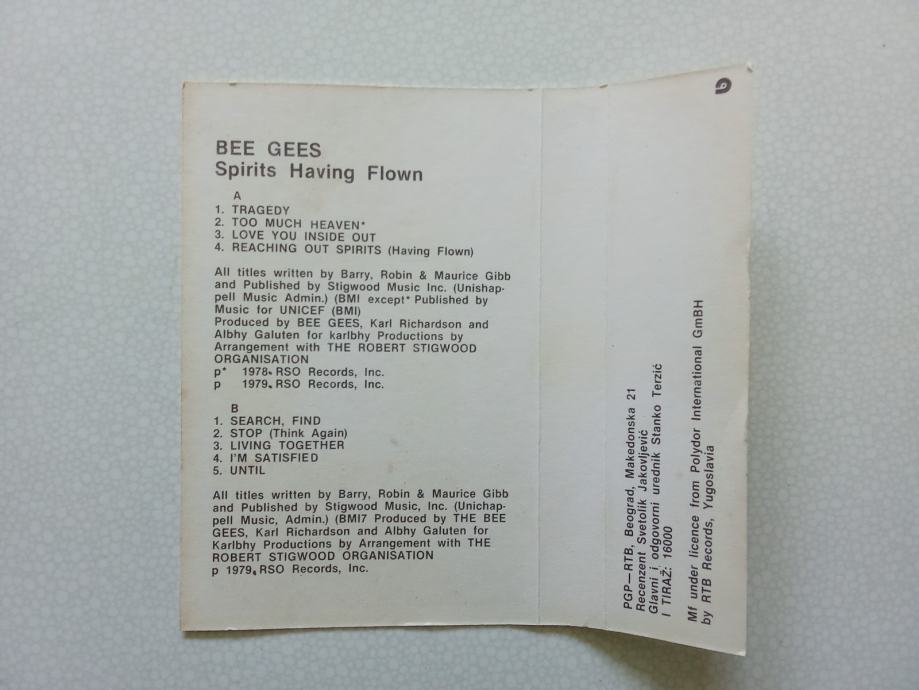 BEE GEES
Spirits Having Flown
A
1. TRAGEDY
2. TOO MUCH HEAVEN*
3. LOVE YOU INSIDE OUT
4. REACHING OUT SPIRITS (Having Flown)
All titles written by Barry, Robin & Maurice Gibb
and Published by Stigwood Music Inc. (Unishap-
pell Music Admin.) (BMI except* Published by
Music for UNICEF (BMI)
Produced by BEE GEES, Karl Richardson and
Albhy Galuten for karlbhy Productions by
Arrangement with THE ROBERT STIGWOOD
ORGANISATION
p* 1978. RSO Records, Inc.
p 1979. RSO Records, Inc.
B
1. SEARCH, FIND
2. STOP (Think Again)
3. LIVING TOGETHER
4. I'M SATISFIED
5. UNTIL
All titles written by Barry, Robin & Maurice Gibb
and Published by Stigwood Music, Inc. (Unichap-
pell Music, Admin.) (BMI7 Produced by THE BEE
GEES, Karl Richardson and Albhy Galuten for
Karlbhy Productions by Arrangement with THE
ROBERT STIGWOOD ORGANISATION
p 1979. RSO Records, Inc.
PGP—RTB, Beograd, Makedonska 21
Recenzent Svetolik Jakovljević
Glavni i odgovorni urednik Stanko Terzić
I TIRAŽ: 16000
Mf under licence from Polydor International GmBH
by RTB Records, Yugoslavia